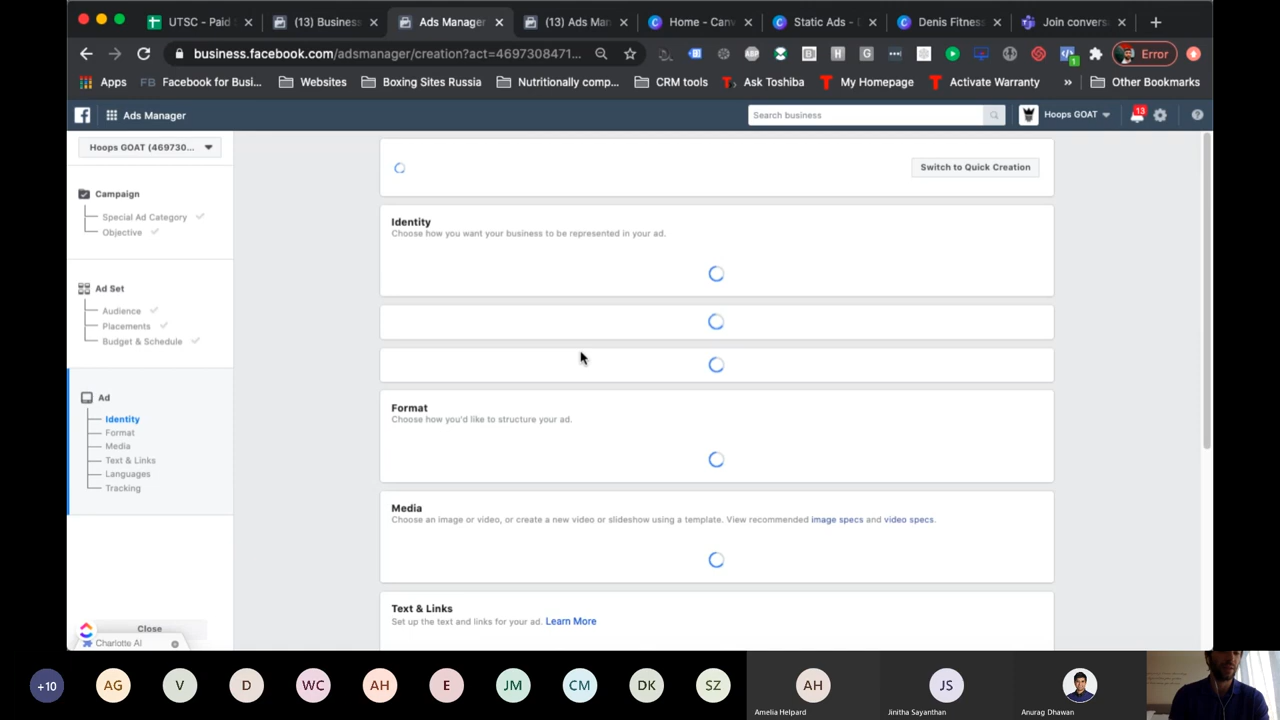 UTSC - Paid S
(13) Business
Ads Manager
(13) Ads Man
Home - Canv
Static Ads - D
Denis Fitness
Join convers
business.facebook.com/adsmanager/creation?act=4697308471...
Error
Apps
Facebook for Busi...
Websites
Boxing Sites Russia
Nutritionally comp...
CRM tools
Ask Toshiba
My Homepage
Activate Warranty
»
Other Bookmarks
Ads Manager
Search business
Hoops GOAT
13
Hoops GOAT (469730...
Switch to Quick Creation
Campaign
Special Ad Category
Objective
Ad Set
Audience
Placements
Budget & Schedule
Ad
Identity
Format
Media
Text & Links
Languages
Tracking
Close
Charlotte AI
Identity
Choose how you want your business to be represented in your ad.
Format
Choose how you'd like to structure your ad.
Media
Choose an image or video, or create a new video or slideshow using a template. View recommended image specs and video specs.
Text & Links
Set up the text and links for your ad. Learn More
+10
AG
V
D
WC
AH
E
JM
CM
DK
SZ
AH
JS
Amelia Helpard
Jinitha Sayanthan
Anurag Dhawan